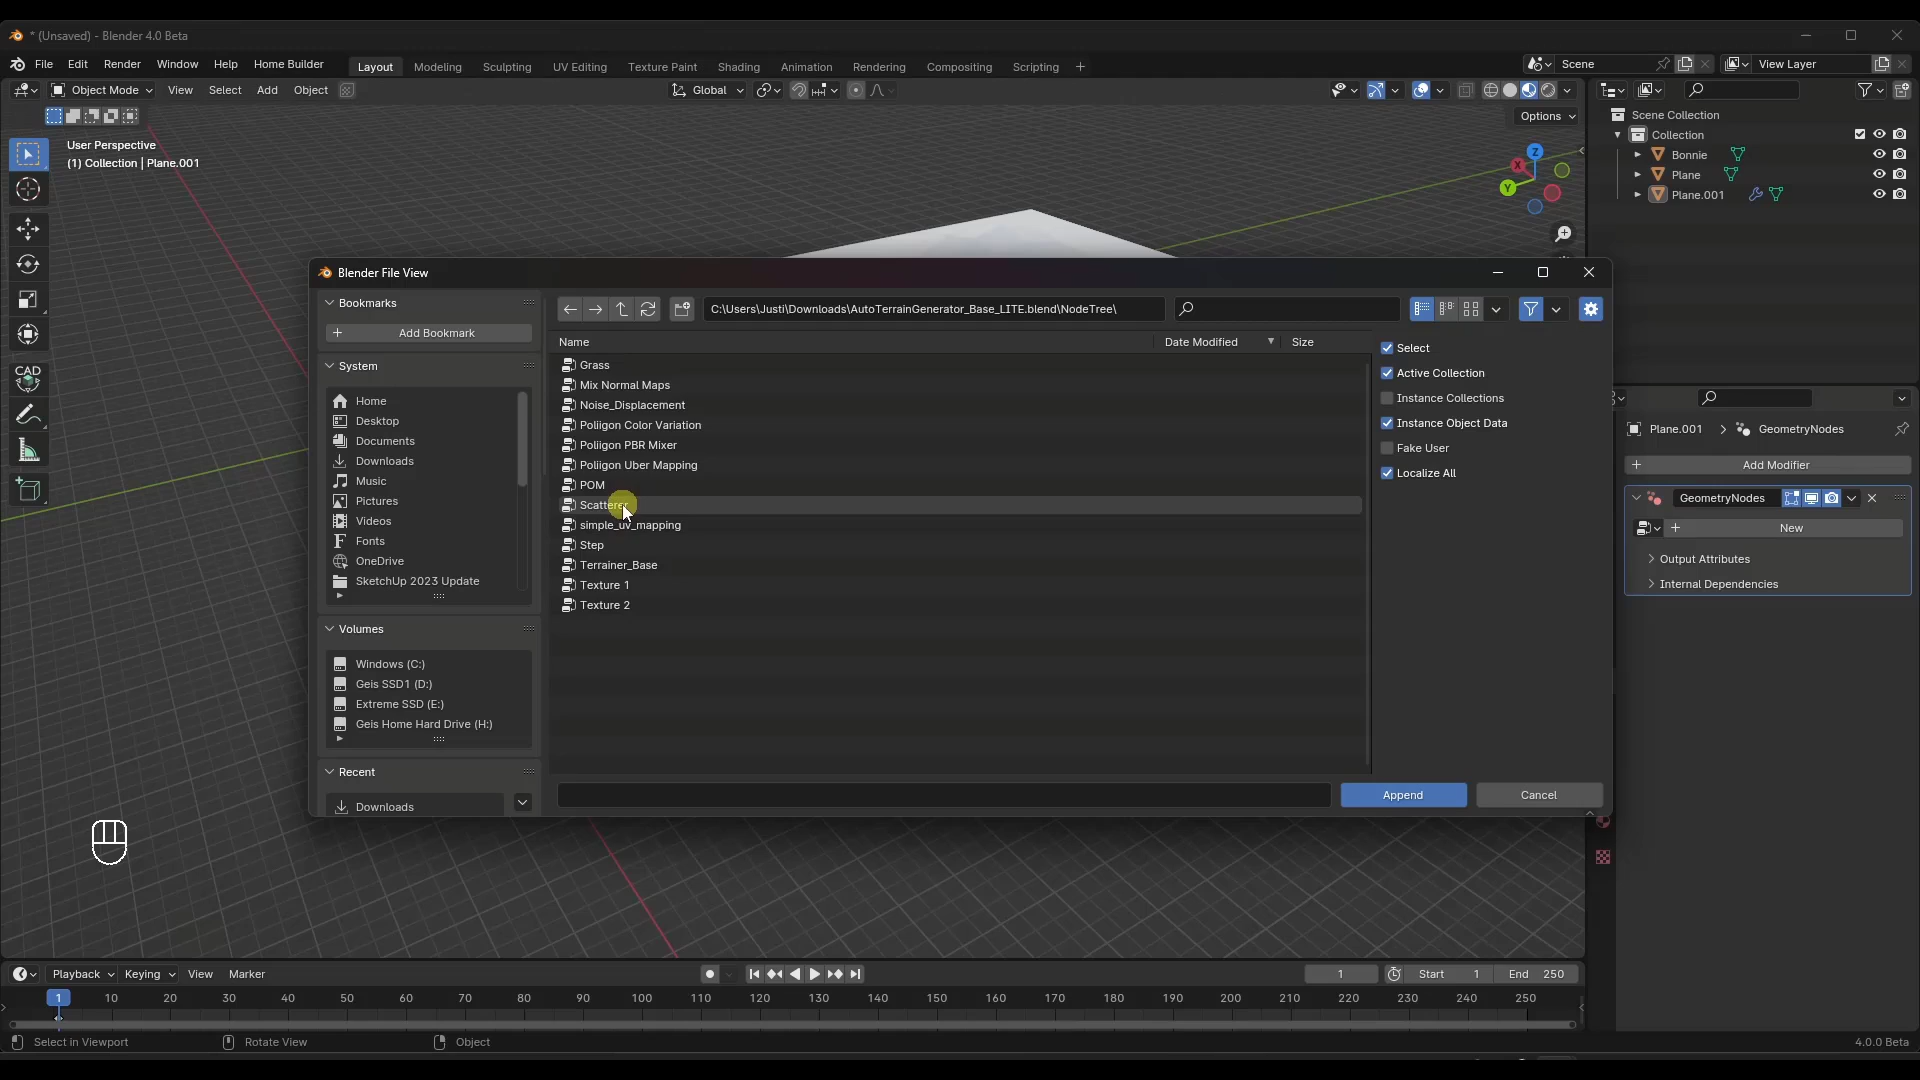 * (Unsaved) - Blender 4.0 Beta
File Edit Render Window Help Home Builder
Layout Modeling Sculpting UV Editing Texture Paint Shading Animation Rendering Compositing Scripting +
Scene
View Layer
Object Mode View Select Add Object
Global
Options
User Perspective
(1) Collection | Plane.001
CAD
X
Y
Z
Scene Collection
Collection
Bonnie
Plane
Plane.001
Blender File View
Bookmarks
Add Bookmark
System
Home
Desktop
Documents
Downloads
Music
Pictures
Videos
Fonts
OneDrive
SketchUp 2023 Update
Volumes
Windows (C:)
Geis SSD1 (D:)
Extreme SSD (E:)
Geis Home Hard Drive (H:)
Recent
Downloads
C:\Users\Justi\Downloads\AutoTerrainGenerator_Base_LITE.blend\NodeTree\
Name Date Modified Size
Grass
Mix Normal Maps
Noise_Displacement
Poliigon Color Variation
Poliigon PBR Mixer
Poliigon Uber Mapping
POM
Scatterer
simple_uv_mapping
Step
Terrainer_Base
Texture 1
Texture 2
Select
Active Collection
Instance Collections
Instance Object Data
Fake User
Localize All
Append
Cancel
Plane.001 > GeometryNodes
Add Modifier
GeometryNodes
New
Output Attributes
Internal Dependencies
Playback Keying View Marker
1
Start 1
End 250
1 10 20 30 40 50 60 70 80 90 100 110 120 130 140 150 160 170 180 190 200 210 220 230 240 250
Select in Viewport
Rotate View
Object
4.0.0 Beta